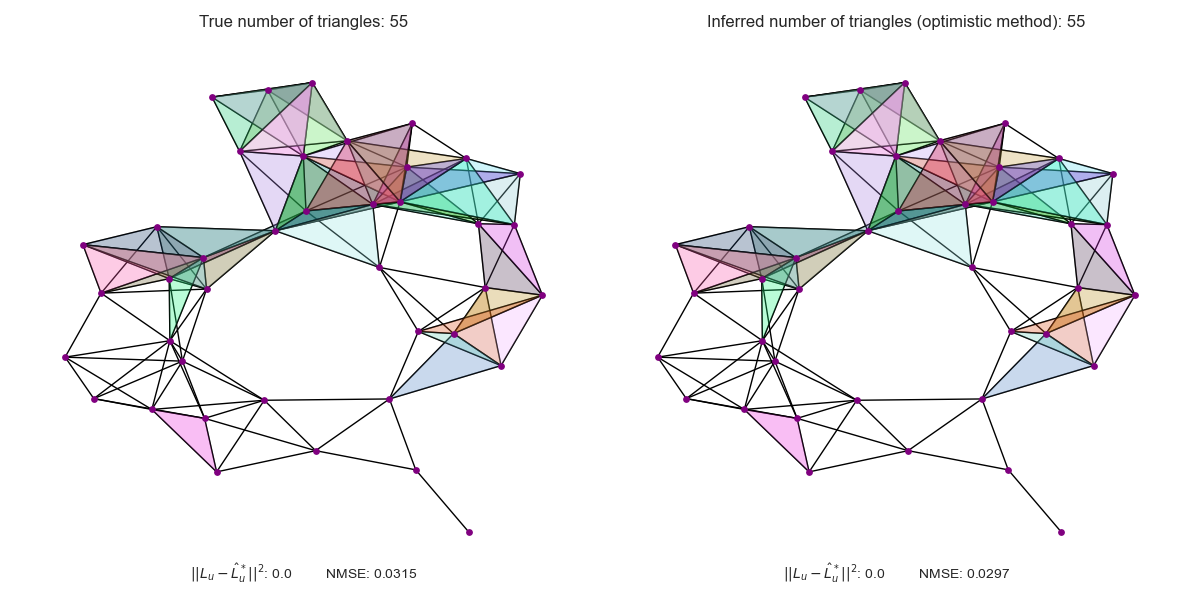 True number of triangles: 55
Inferred number of triangles (optimistic method): 55
$||L_u - \hat{L}_u^*||^2$: 0.0 NMSE: 0.0315
$||L_u - \hat{L}_u^*||^2$: 0.0 NMSE: 0.0297